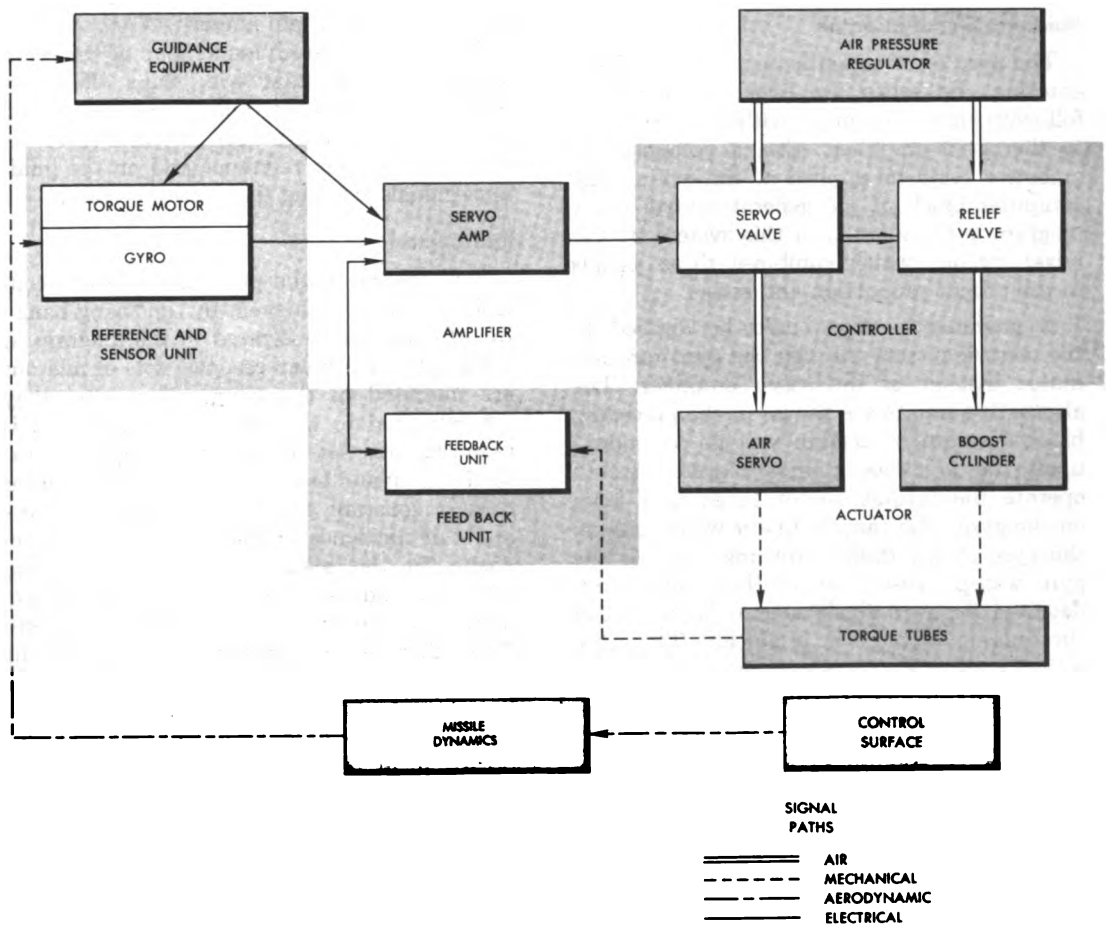 GUIDANCE
EQUIPMENT
AIR PRESSURE
REGULATOR
TORQUE MOTOR
GYRO
REFERENCE AND
SENSOR UNIT
SERVO
AMP
AMPLIFIER
SERVO
VALVE
RELIEF
VALVE
CONTROLLER
FEEDBACK
UNIT
FEED BACK
UNIT
AIR
SERVO
BOOST
CYLINDER
ACTUATOR
TORQUE TUBES
MISSILE
DYNAMICS
CONTROL
SURFACE
SIGNAL
PATHS
AIR
MECHANICAL
AERODYNAMIC
ELECTRICAL